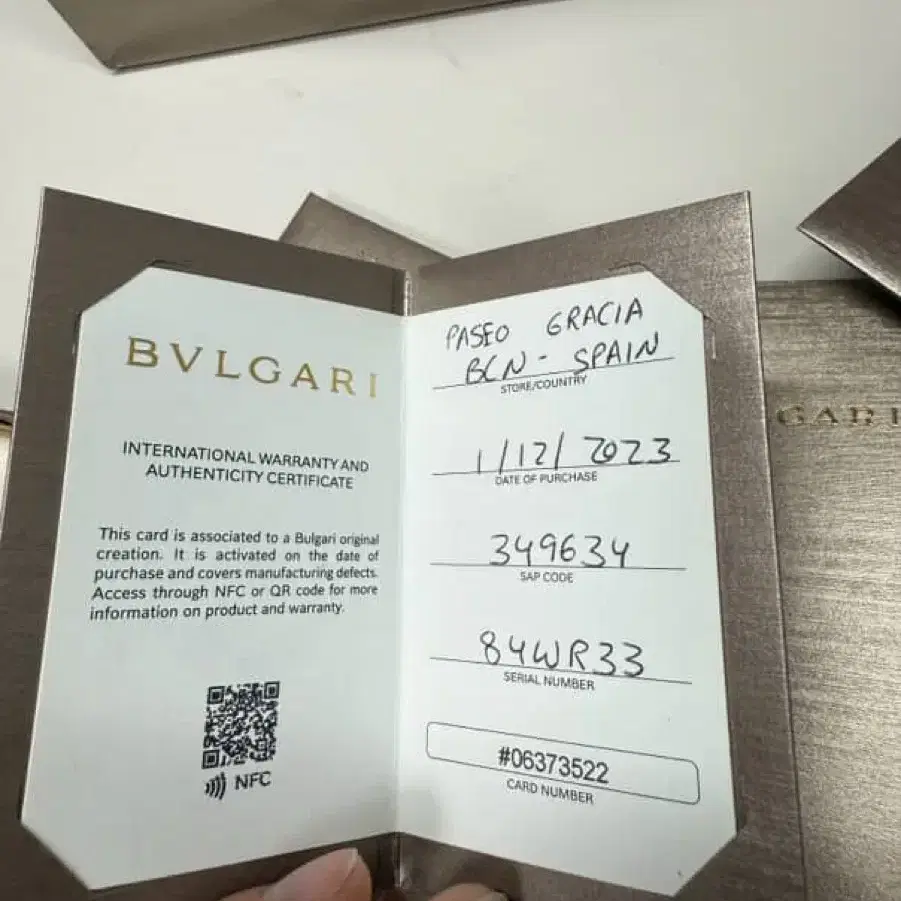 BVLGARI
INTERNATIONAL WARRANTY AND
AUTHENTICITY CERTIFICATE
This card is associated to a Bulgari original
creation. It is activated on the date of
purchase and covers manufacturing defects.
Access through NFC or QR code for more
information on product and warranty.
NFC
PASEO GRACIA
BCN - SPAIN
STORE/COUNTRY
1/12/2023
DATE OF PURCHASE
349634
SAP CODE
84WR33
SERIAL NUMBER
#06373522
CARD NUMBER
GARI